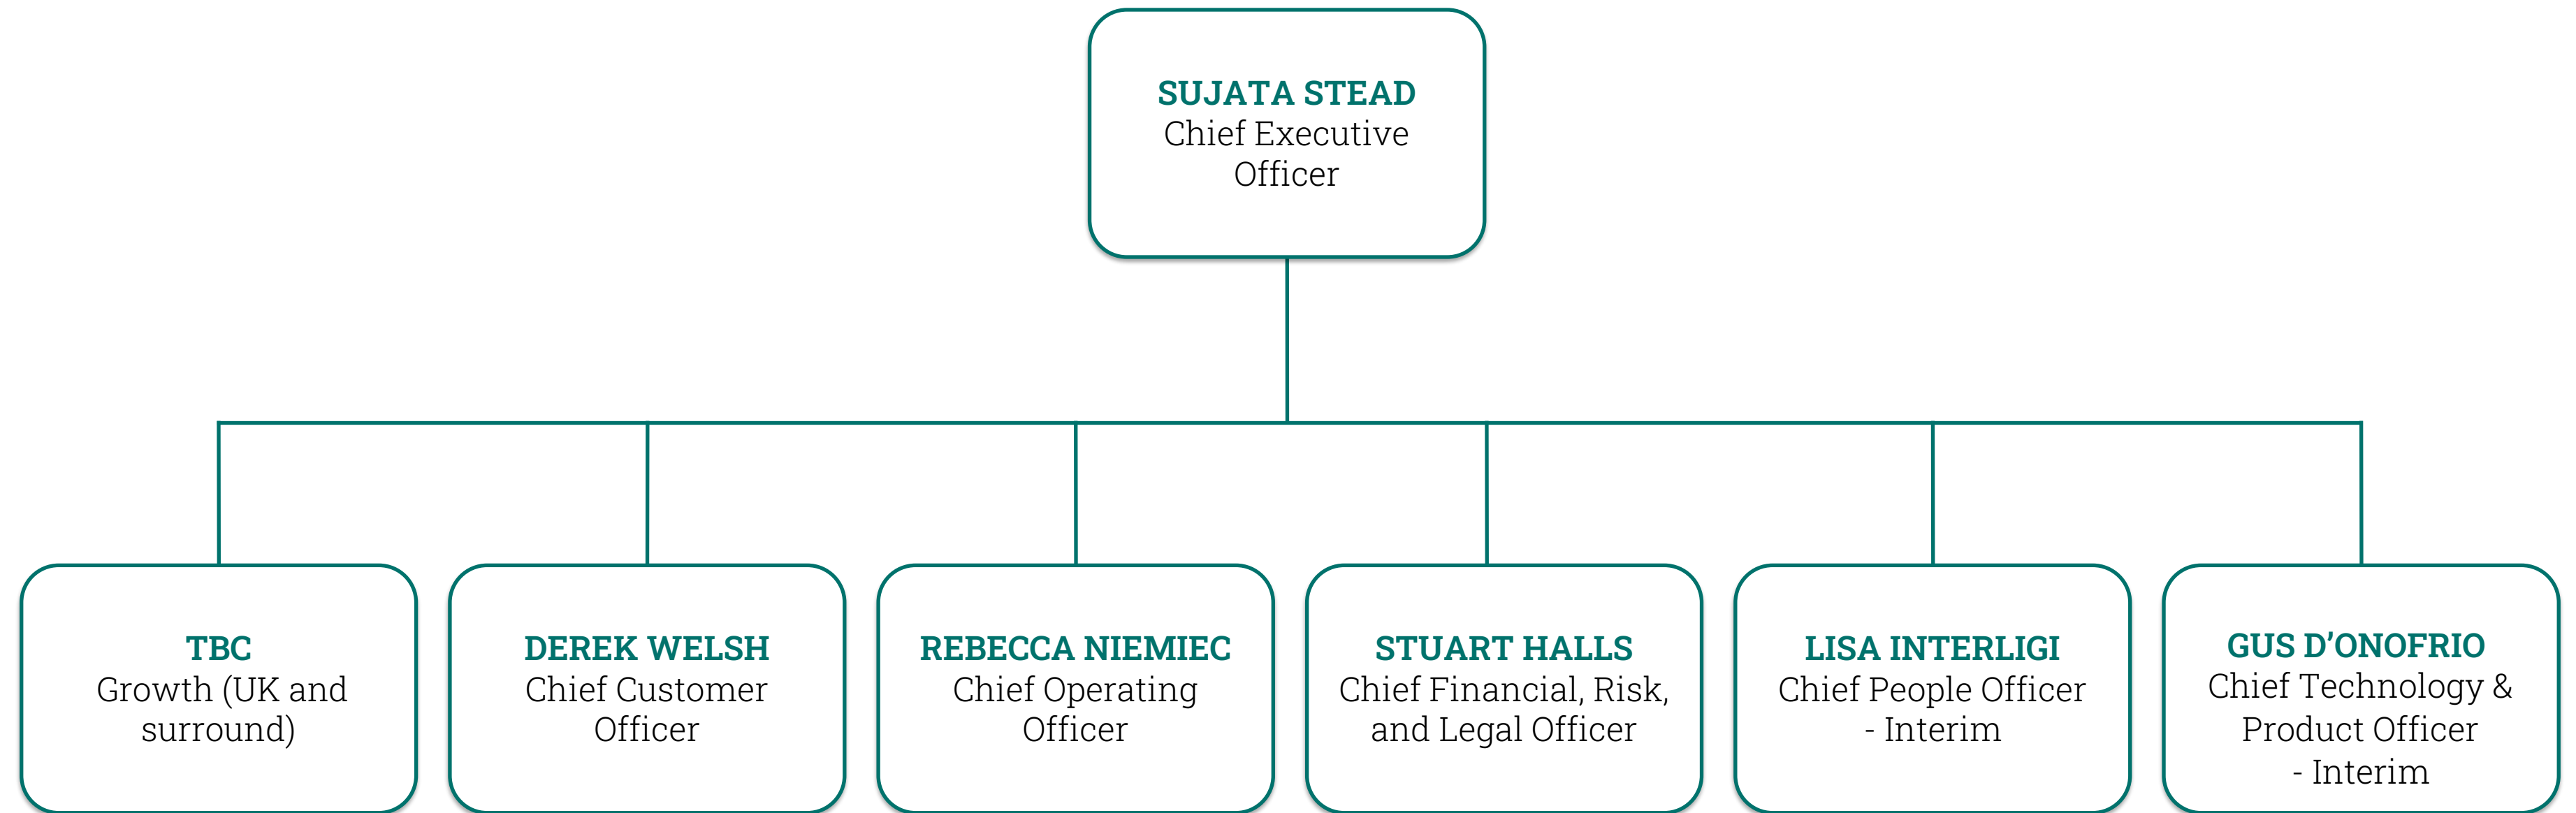 SUJATA STEAD
Chief Executive
Officer
TBC
Growth (UK and
surround)
DEREK WELSH
Chief Customer
Officer
REBECCA NIEMIEC
Chief Operating
Officer
STUART HALLS
Chief Financial, Risk,
and Legal Officer
LISA INTERLIGI
Chief People Officer
- Interim
GUS D’ONOFRIO
Chief Technology &
Product Officer
- Interim